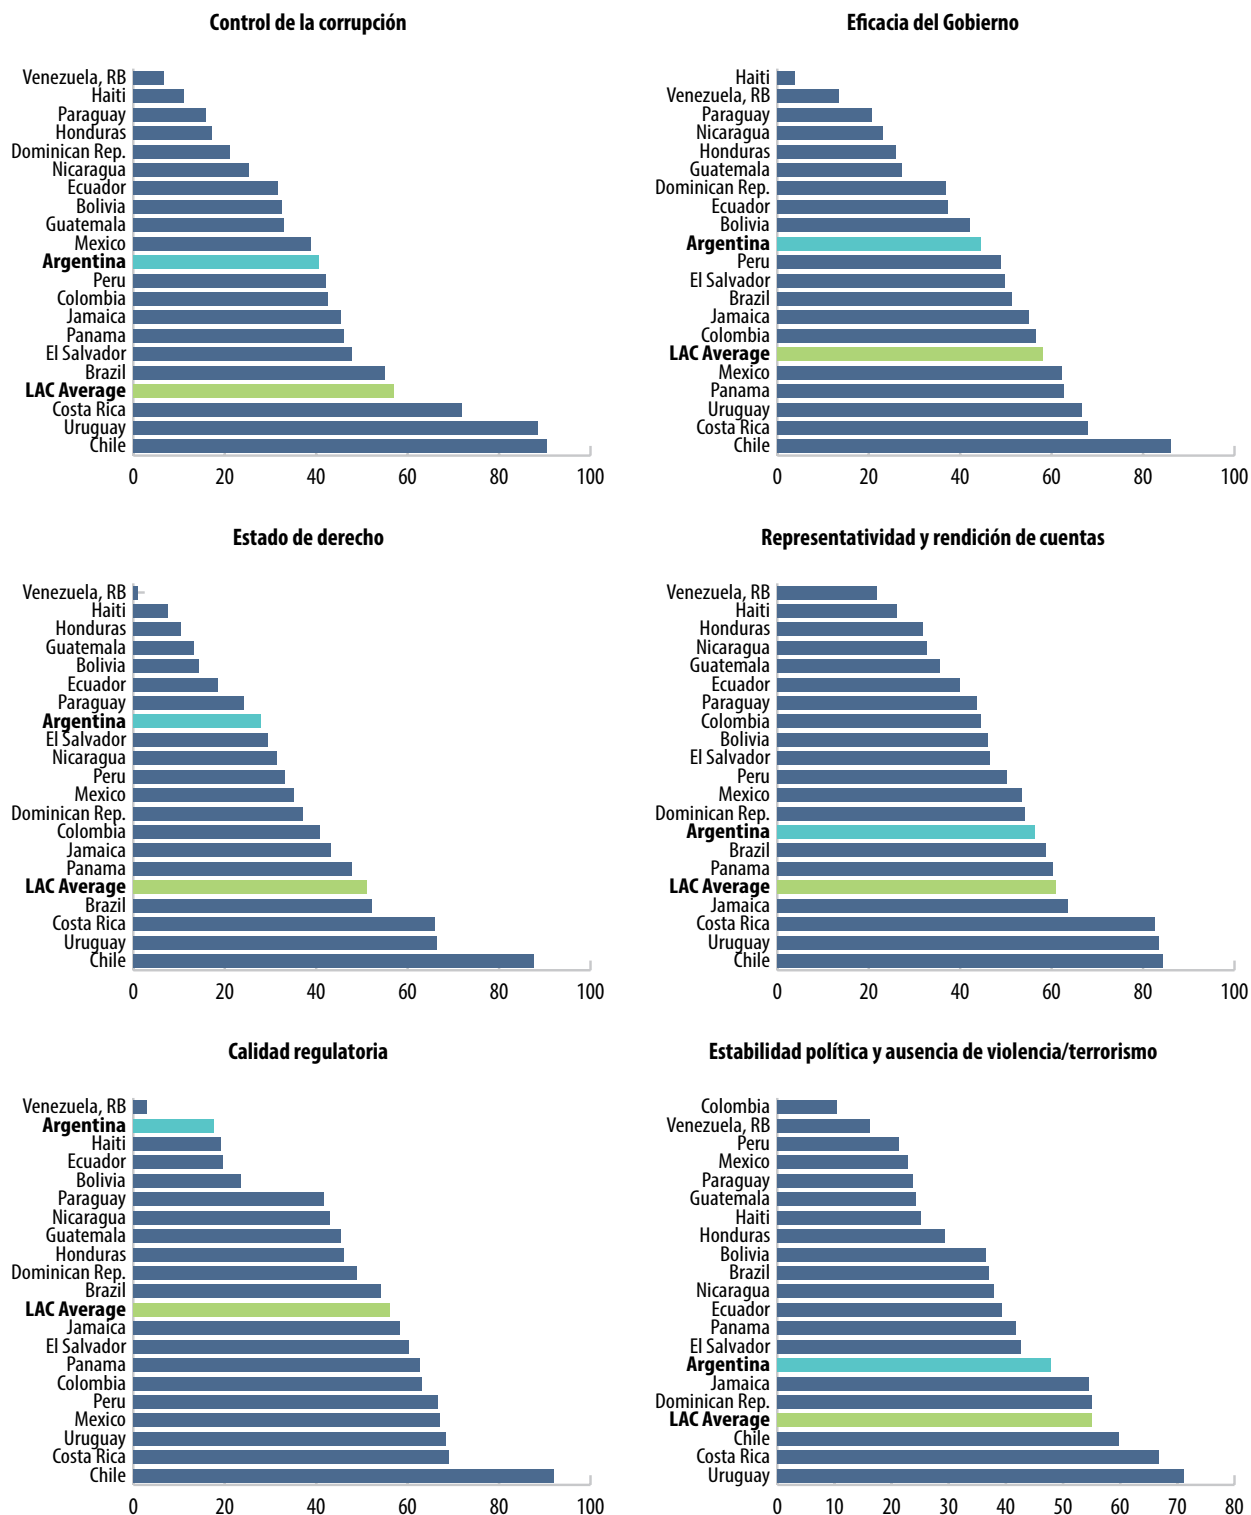 Control de la corrupción
Venezuela, RB
Haiti
Paraguay
Honduras
Dominican Rep.
Nicaragua
Ecuador
Bolivia
Guatemala
Mexico
Argentina
Peru
Colombia
Jamaica
Panama
El Salvador
Brazil
LAC Average
Costa Rica
Uruguay
Chile
0 20 40 60 80 100
Eficacia del Gobierno
Haiti
Venezuela, RB
Paraguay
Nicaragua
Honduras
Guatemala
Dominican Rep.
Ecuador
Bolivia
Argentina
Peru
El Salvador
Brazil
Jamaica
Colombia
LAC Average
Mexico
Panama
Uruguay
Costa Rica
Chile
0 20 40 60 80 100
Estado de derecho
Venezuela, RB
Haiti
Honduras
Guatemala
Bolivia
Ecuador
Paraguay
Argentina
El Salvador
Nicaragua
Peru
Mexico
Dominican Rep.
Colombia
Jamaica
Panama
LAC Average
Brazil
Costa Rica
Uruguay
Chile
0 20 40 60 80 100
Representatividad y rendición de cuentas
Venezuela, RB
Haiti
Honduras
Nicaragua
Guatemala
Ecuador
Paraguay
Colombia
Bolivia
El Salvador
Peru
Mexico
Dominican Rep.
Argentina
Brazil
Panama
LAC Average
Jamaica
Costa Rica
Uruguay
Chile
0 20 40 60 80 100
Calidad regulatoria
Venezuela, RB
Argentina
Haiti
Ecuador
Bolivia
Paraguay
Nicaragua
Guatemala
Honduras
Dominican Rep.
Brazil
LAC Average
Jamaica
El Salvador
Panama
Colombia
Peru
Mexico
Uruguay
Costa Rica
Chile
0 20 40 60 80 100
Estabilidad política y ausencia de violencia/terrorismo
Colombia
Venezuela, RB
Peru
Mexico
Paraguay
Guatemala
Haiti
Honduras
Bolivia
Brazil
Nicaragua
Ecuador
Panama
El Salvador
Argentina
Jamaica
Dominican Rep.
LAC Average
Chile
Costa Rica
Uruguay
0 10 20 30 40 50 60 70 80